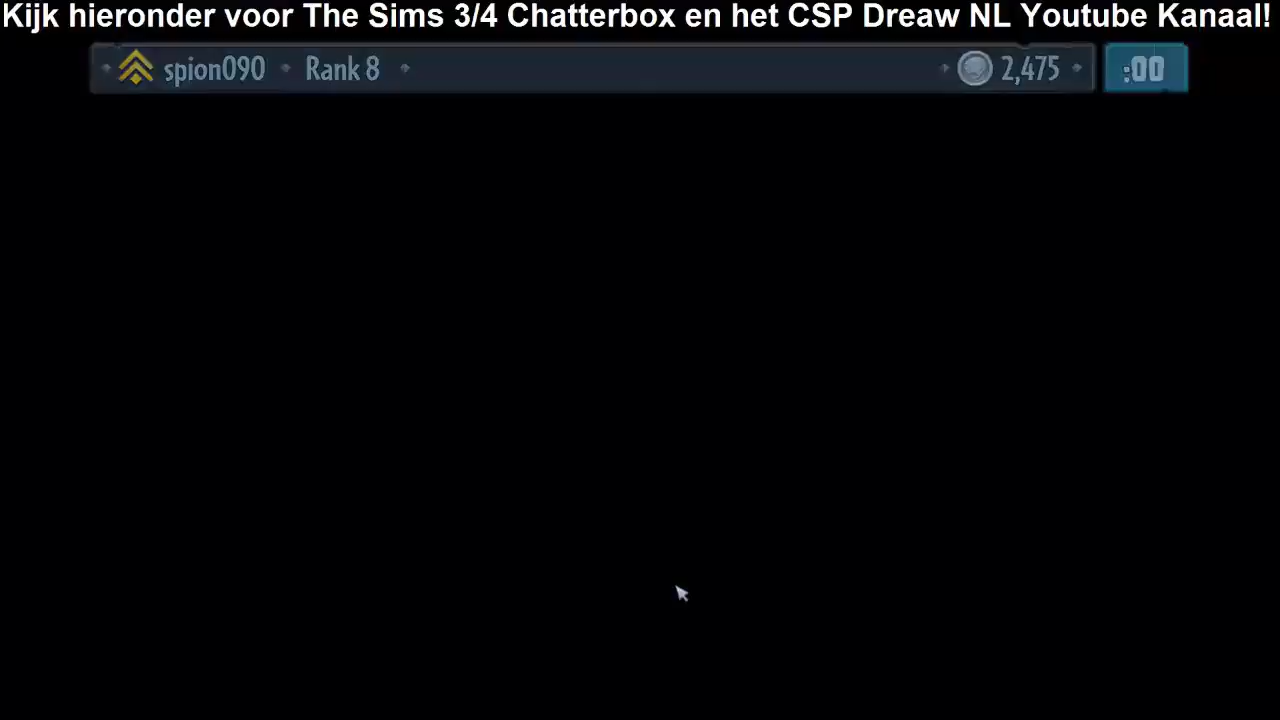 Kijk hieronder voor The Sims 3/4 Chatterbox en het CSP Dreaw NL Youtube Kanaal!
spion090 Rank 8 2,475 :00